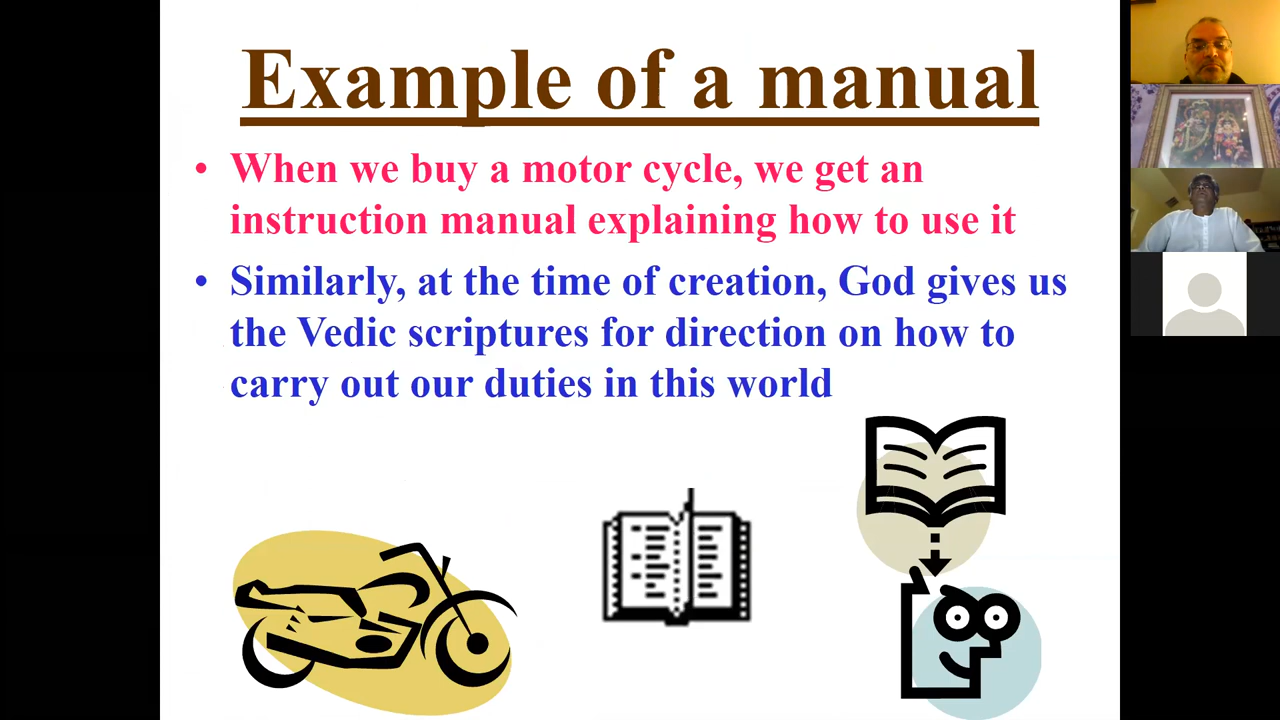 Example of a manual
• When we buy a motor cycle, we get an
instruction manual explaining how to use it
• Similarly, at the time of creation, God gives us
the Vedic scriptures for direction on how to
carry out our duties in this world